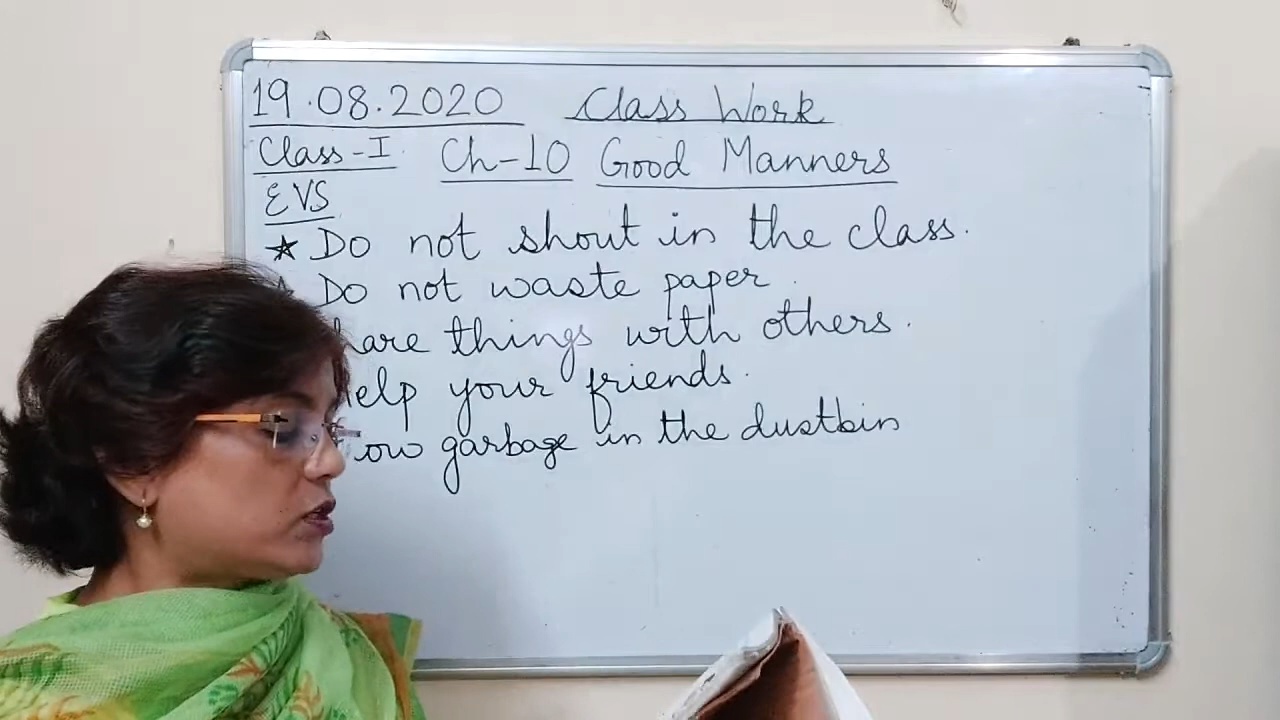 19.08.2020 Class Work
Class-I Ch-10 Good Manners
EVS
★ Do not shout in the class.
Do not waste paper.
things with others.
your friends.
garbage in the dustbin